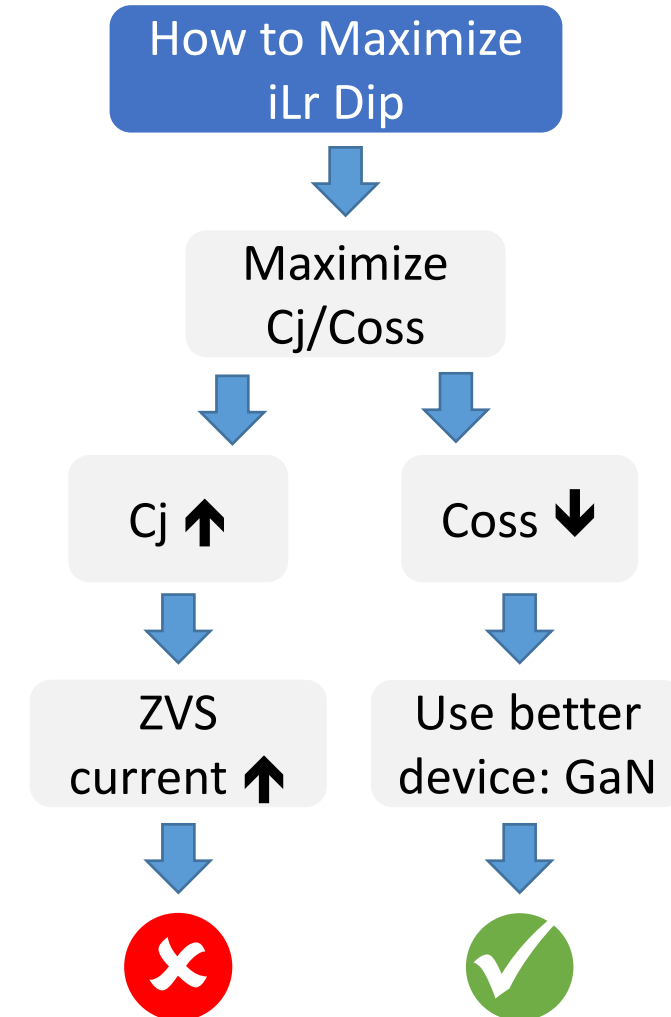 How to Maximize
iLr Dip
Maximize
Cj/Coss
Cj 🡹
Coss 🡻
ZVS
current 🡹
Use better
device: GaN